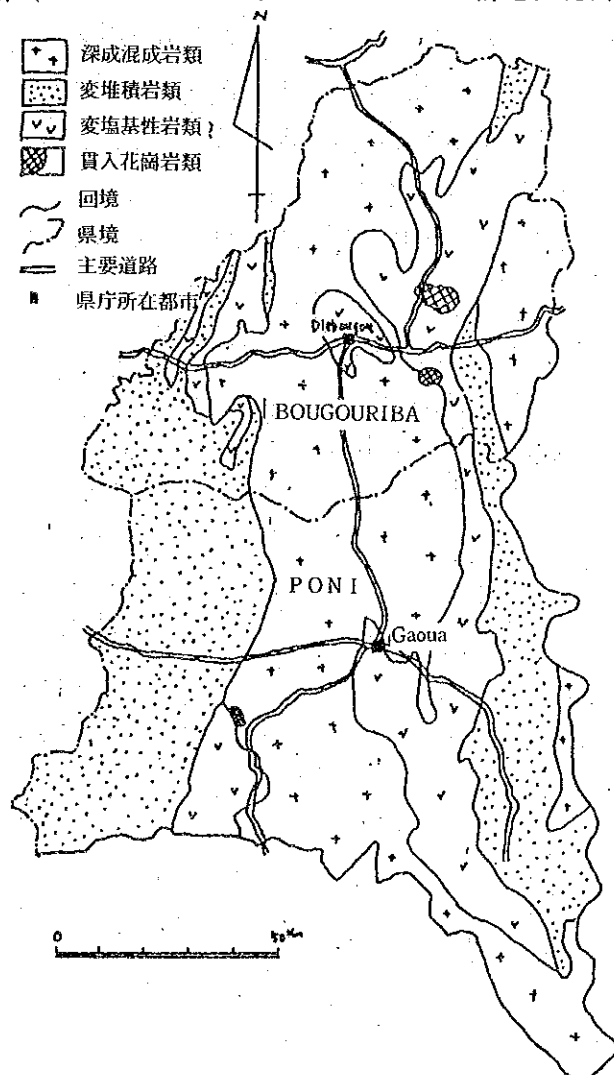 N
深成混成岩類
変堆積岩類
変塩基性岩類
貫入花崗岩類
回境
県境
主要道路
県庁所在都市
Diebougou
BOUGOURIBA
PONI
Gaoua
0 50Km